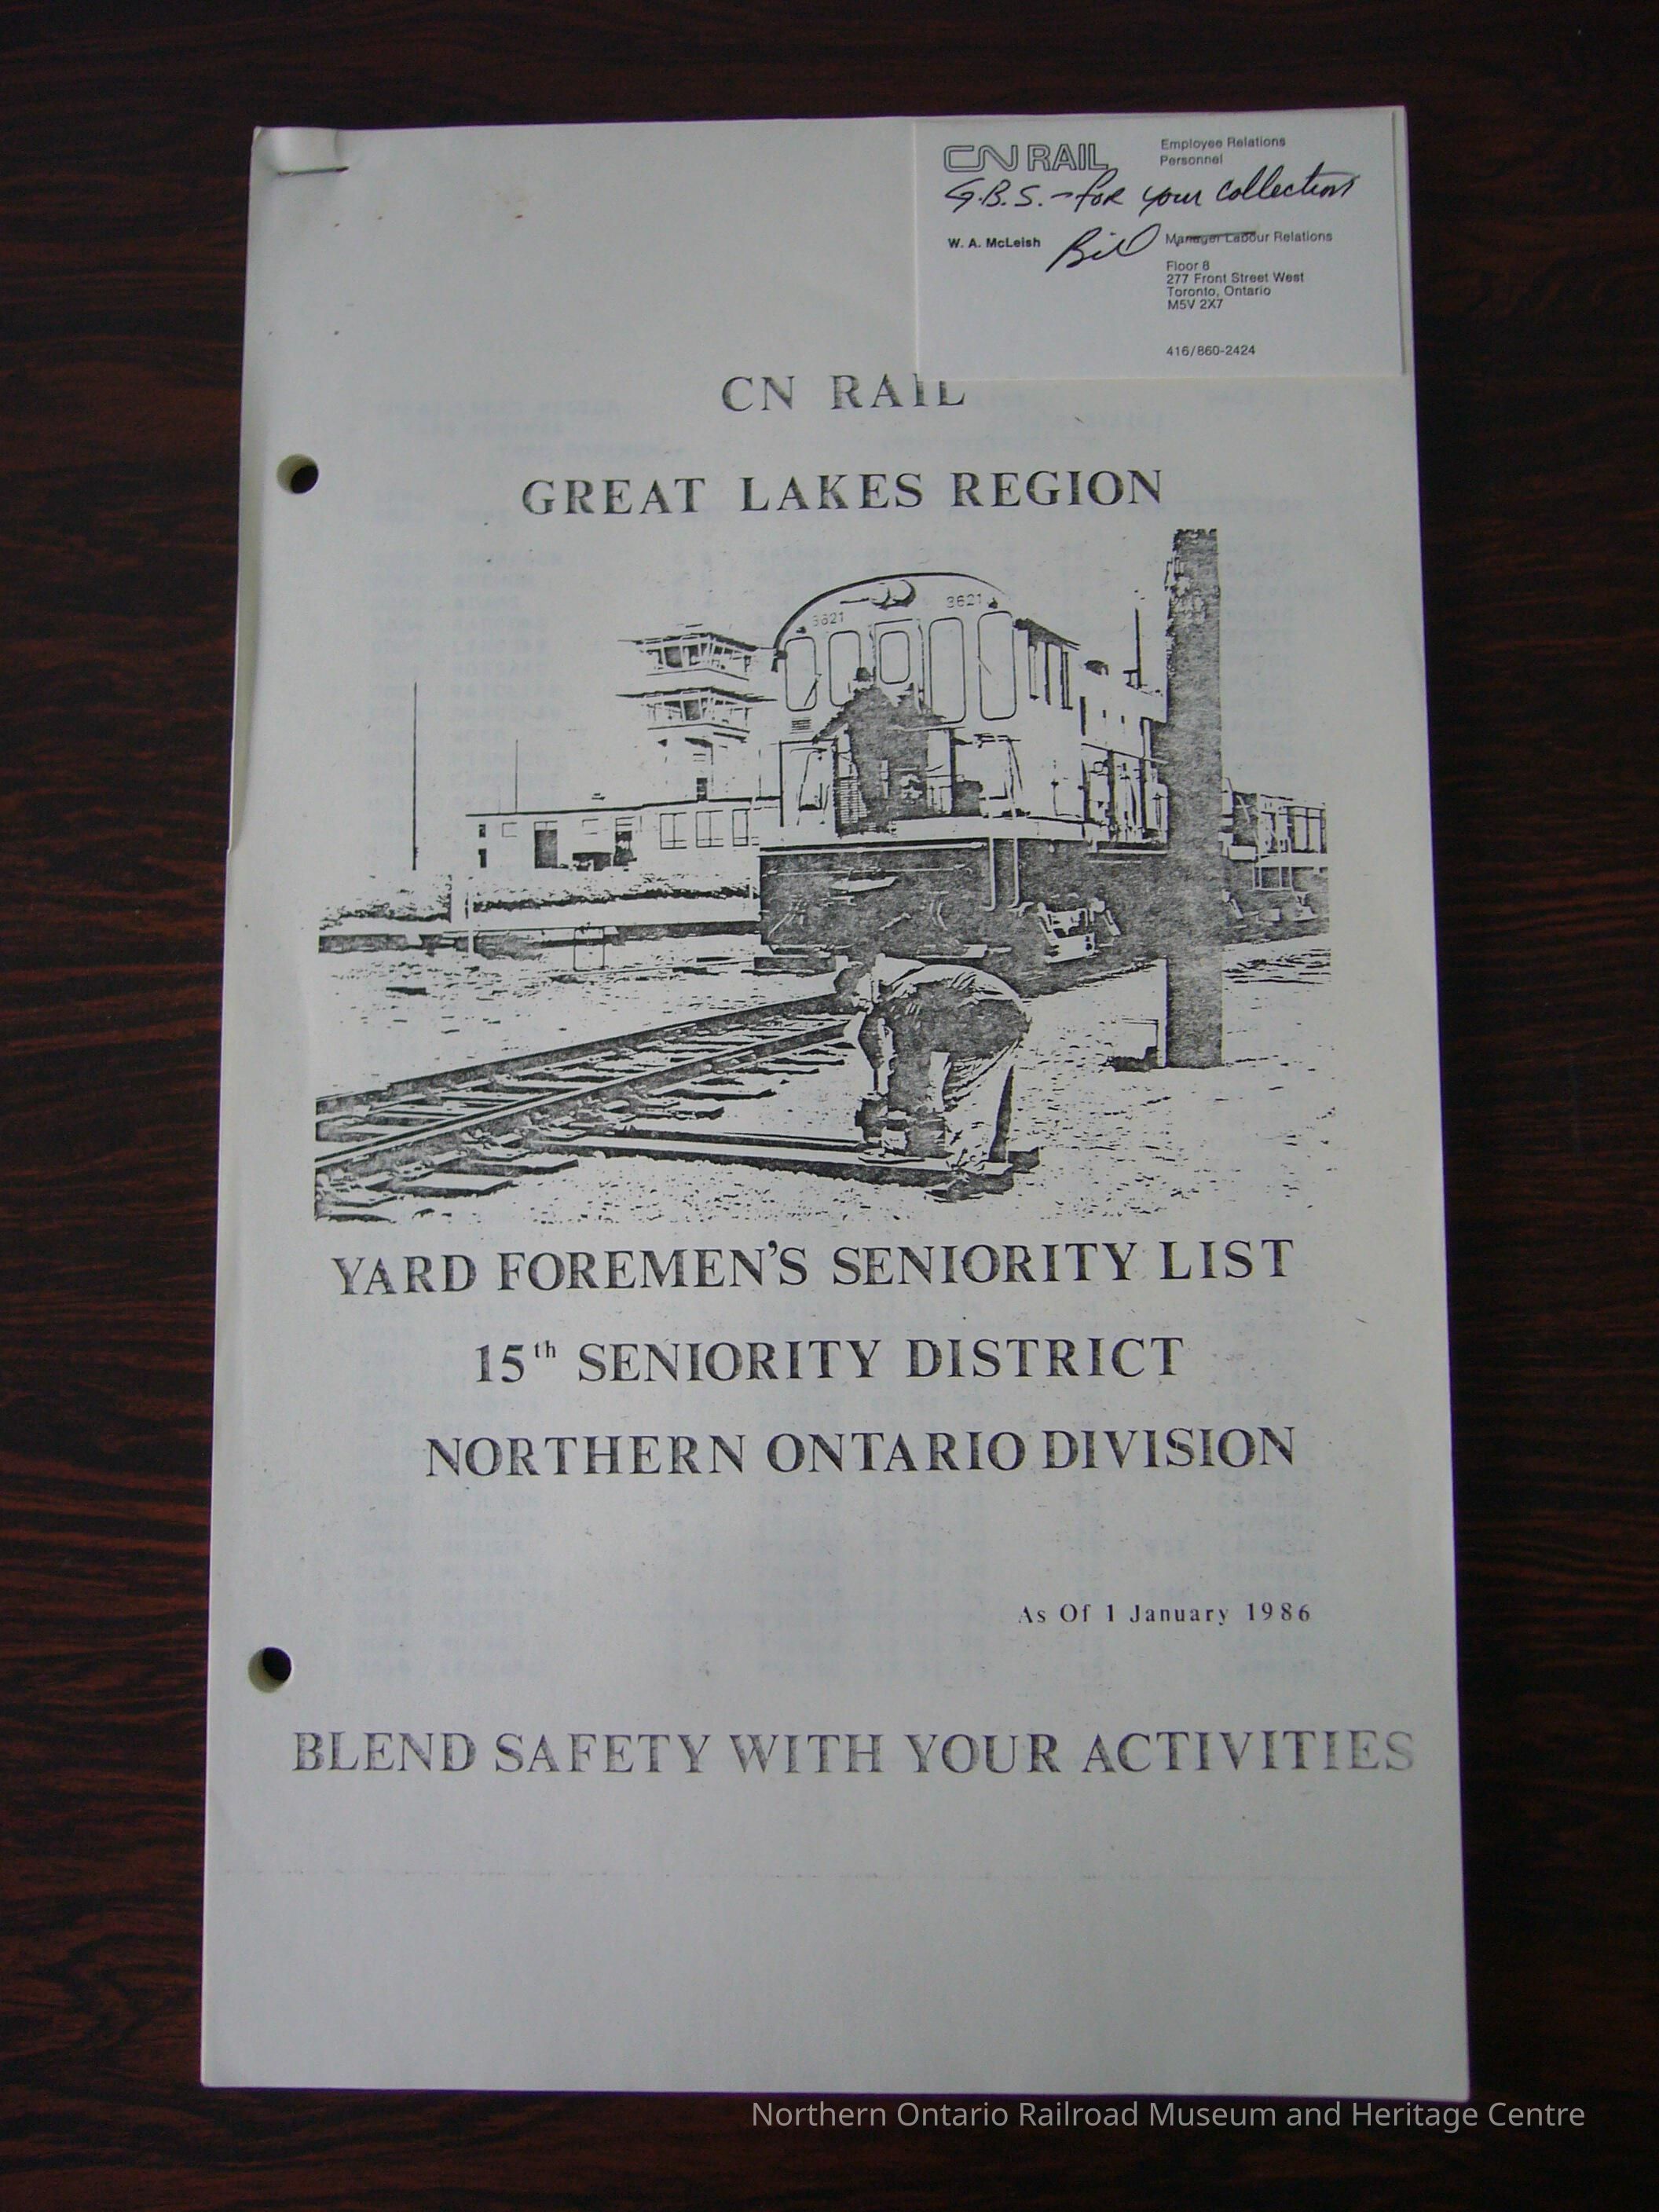 CN RAIL
Employee Relations
Personnel
G.B.S. - for your collection
W. A. McLeish
Bill
Manager Labour Relations
Floor 8
277 Front Street West
Toronto, Ontario
M5V 2X7
416/860-2424
CN RAIL
GREAT LAKES REGION
3621
3621
YARD FOREMEN'S SENIORITY LIST
15th SENIORITY DISTRICT
NORTHERN ONTARIO DIVISION
As Of 1 January 1986
BLEND SAFETY WITH YOUR ACTIVITIES
Northern Ontario Railroad Museum and Heritage Centre